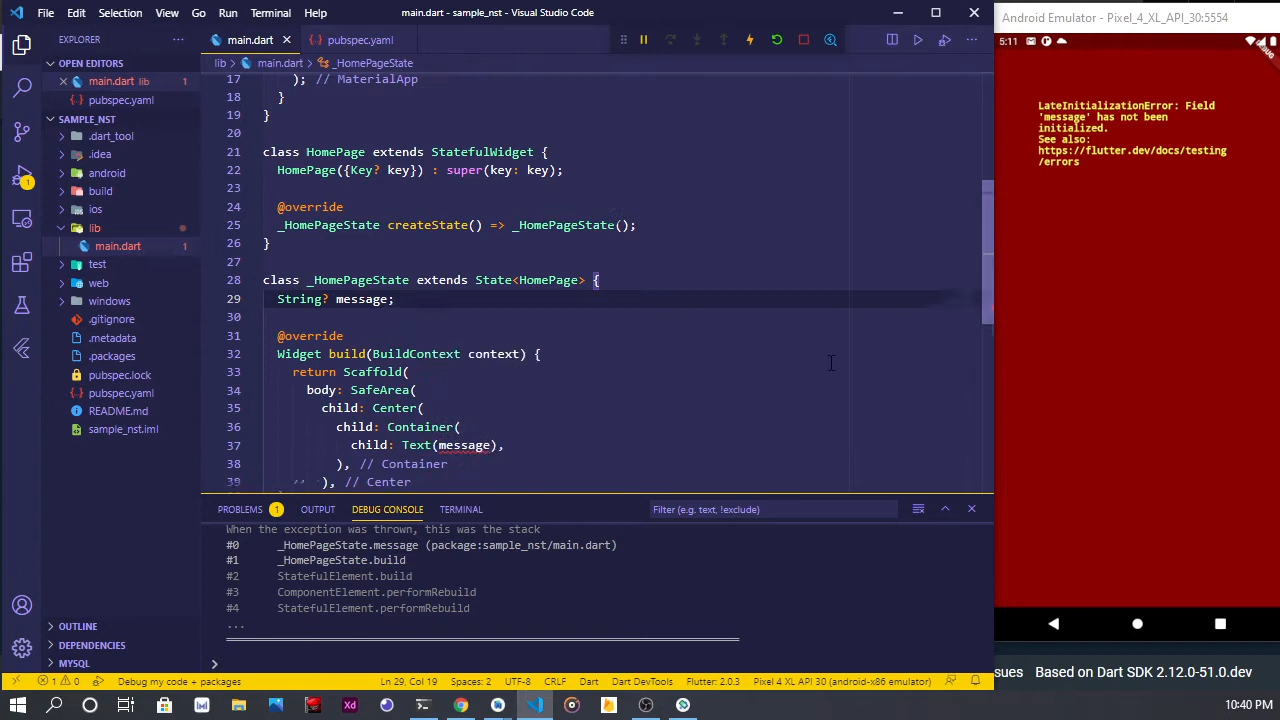 File Edit Selection View Go Run Terminal Help
main.dart - sample_nst - Visual Studio Code
EXPLORER
OPEN EDITORS
main.dart lib 1
pubspec.yaml
SAMPLE_NST
.dart_tool
.idea
android
build
ios
lib
main.dart 1
test
web
windows
.gitignore
.metadata
.packages
pubspec.lock
pubspec.yaml
README.md
sample_nst.iml
OUTLINE
DEPENDENCIES
MYSQL
1
main.dart
pubspec.yaml
lib > main.dart > _HomePageState
17 ); // MaterialApp
18 }
19 }
20
21 class HomePage extends StatefulWidget {
22 HomePage({Key? key}) : super(key: key);
23
24 @override
25 _HomePageState createState() => _HomePageState();
26 }
27
28 class _HomePageState extends State<HomePage> {
29 String? message;
30
31 @override
32 Widget build(BuildContext context) {
33 return Scaffold(
34 body: SafeArea(
35 child: Center(
36 child: Container(
37 child: Text(message),
38 ), // Container
39 ), // Center
PROBLEMS 1 OUTPUT DEBUG CONSOLE TERMINAL
Filter (e.g. text, !exclude)
When the exception was thrown, this was the stack
#0 _HomePageState.message (package:sample_nst/main.dart)
#1 _HomePageState.build
#2 StatefulElement.build
#3 ComponentElement.performRebuild
#4 StatefulElement.performRebuild
...
1 0 Debug my code + packages
Ln 29, Col 19 Spaces: 2 UTF-8 CRLF Dart Dart DevTools Flutter: 2.0.3 Pixel 4 XL API 30 (android-x86 emulator)
Android Emulator - Pixel_4_XL_API_30:5554
5:11
DEBUG
LateInitializationError: Field
'message' has not been
initialized.
See also:
https://flutter.dev/docs/testing
/errors
sues Based on Dart SDK 2.12.0-51.0.dev
Xd
10:40 PM